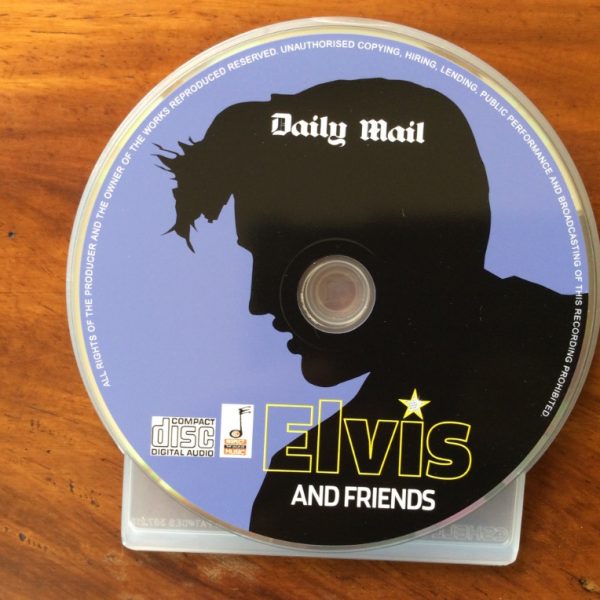 ALL RIGHTS OF THE PRODUCER AND THE OWNER OF THE WORKS REPRODUCED RESERVED. UNAUTHORISED COPYING, HIRING, LENDING, PUBLIC PERFORMANCE AND BROADCASTING OF THIS RECORDING PROHIBITED.
Daily Mail
COMPACT
disc
DIGITAL AUDIO
MUSIC
Elvis
AND FRIENDS